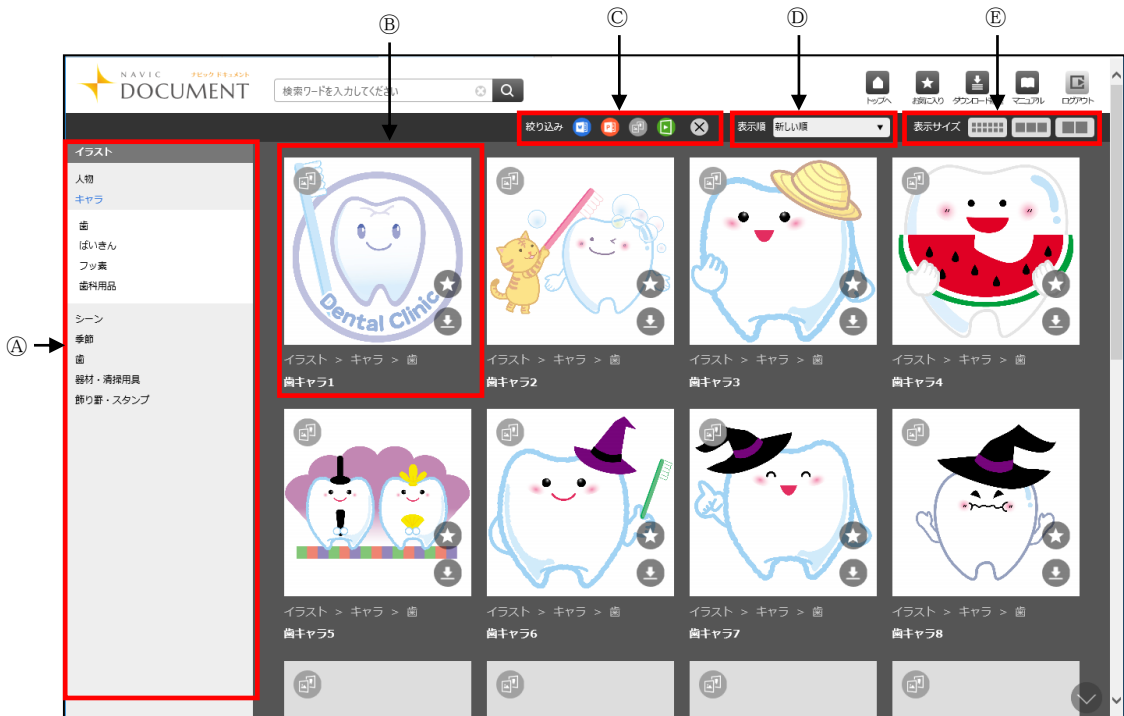 Ⓑ Ⓒ Ⓓ Ⓔ
NAVIC ナビック ドキュメント
DOCUMENT
検索ワードを入力してください
トップへ お気に入り マニュアル ログアウト
絞り込み 表示順 新しい順 表示サイズ
イラスト
人物
キャラ
歯
ばいきん
フッ素
歯科用品
シーン
季節
歯
器材・清掃用具
飾り罫・スタンプ
Ⓐ
Dental Clinic
イラスト > キャラ > 歯
歯キャラ1
イラスト > キャラ > 歯
歯キャラ2
イラスト > キャラ > 歯
歯キャラ3
イラスト > キャラ > 歯
歯キャラ4
イラスト > キャラ > 歯
歯キャラ5
イラスト > キャラ > 歯
歯キャラ6
イラスト > キャラ > 歯
歯キャラ7
イラスト > キャラ > 歯
歯キャラ8